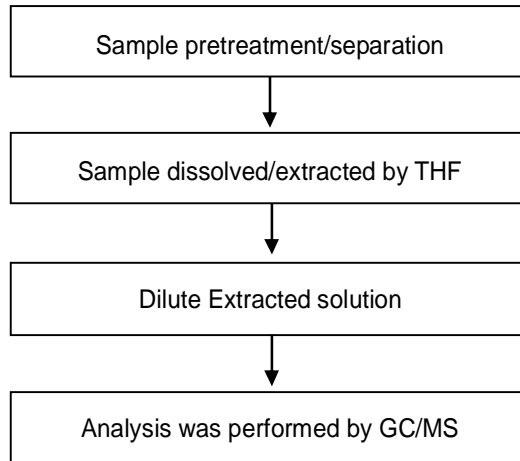 Sample pretreatment/separation
Sample dissolved/extracted by THF
Dilute Extracted solution
Analysis was performed by GC/MS